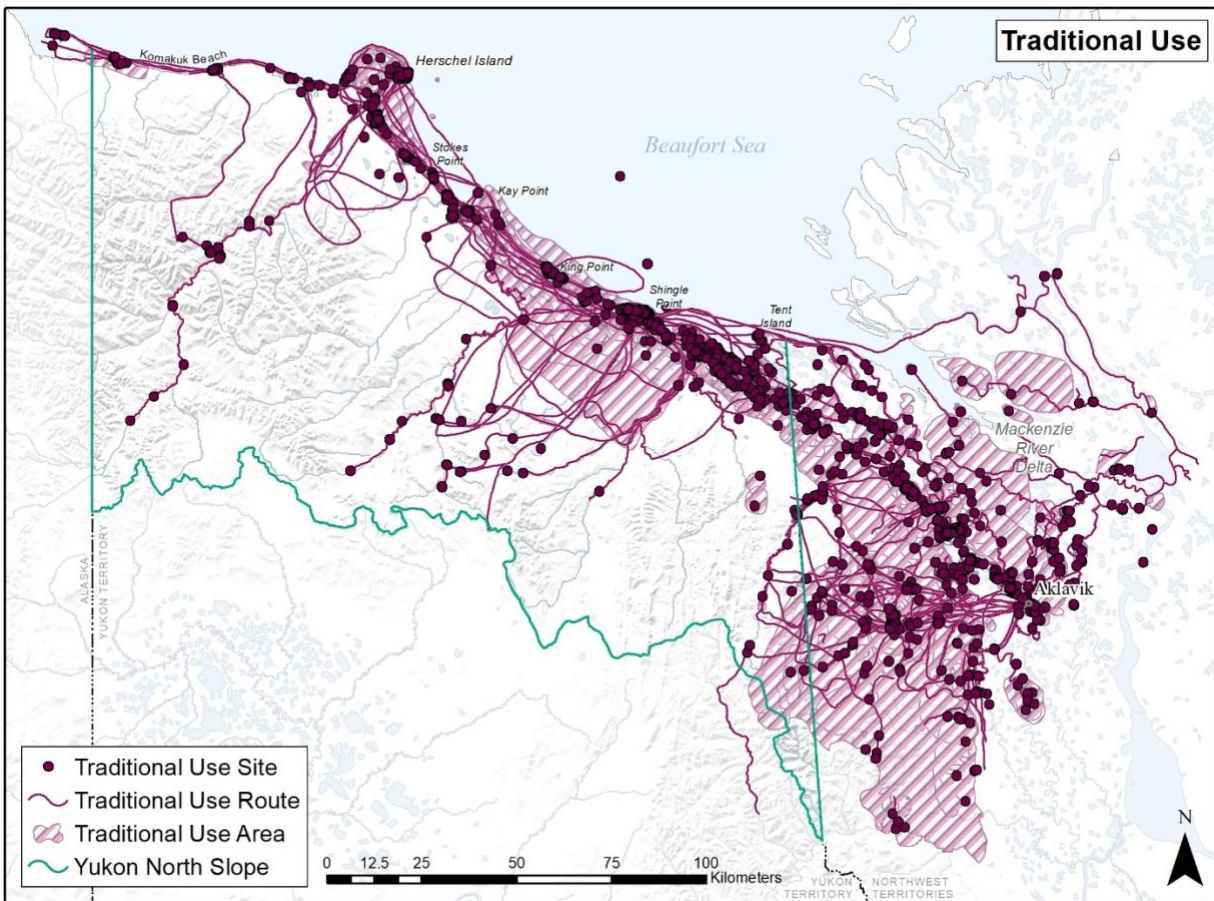 Traditional Use
Komakuk Beach
Herschel Island
Beaufort Sea
Stokes
Point
Kay Point
King Point
Shingle
Point
Tent
Island
Mackenzie
River
Delta
Aklavik
ALASKA
YUKON TERRITORY
Traditional Use Site
Traditional Use Route
Traditional Use Area
Yukon North Slope
0 12.5 25 50 75 100
Kilometers
YUKON
TERRITORY
NORTHWEST
TERRITORIES
N